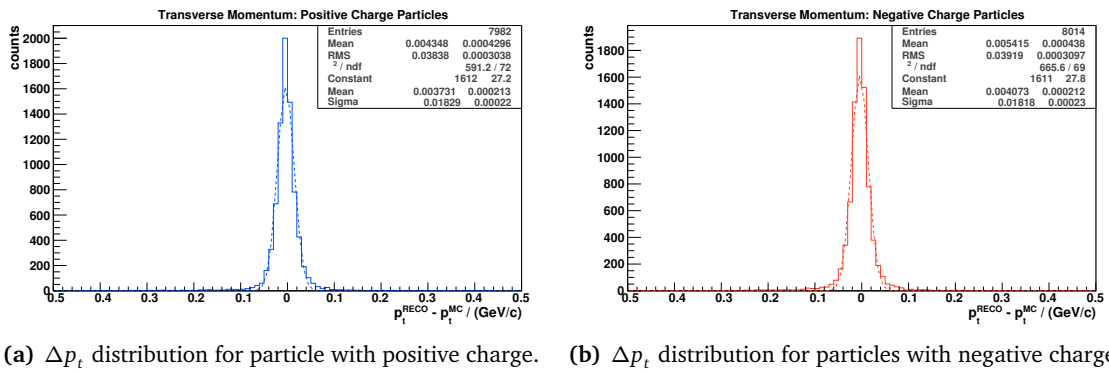 Transverse Momentum: Positive Charge Particles
counts
2000
1800
1600
1400
1200
1000
800
600
400
200
0
Entries 7982
Mean 0.004348 0.0004296
RMS 0.03838 0.0003038
2 / ndf 591.2 / 72
Constant 1612 27.2
Mean 0.003731 0.000213
Sigma 0.01829 0.00022
0.5 0.4 0.3 0.2 0.1 0 0.1 0.2 0.3 0.4 0.5
p_t^RECO - p_t^MC / (GeV/c)
(a) Δp_t distribution for particle with positive charge.
Transverse Momentum: Negative Charge Particles
counts
1800
1600
1400
1200
1000
800
600
400
200
0
Entries 8014
Mean 0.005415 0.000438
RMS 0.03919 0.0003097
2 / ndf 665.6 / 69
Constant 1611 27.8
Mean 0.004073 0.000212
Sigma 0.01818 0.00023
0.5 0.4 0.3 0.2 0.1 0 0.1 0.2 0.3 0.4 0.5
p_t^RECO - p_t^MC / (GeV/c)
(b) Δp_t distribution for particles with negative charge